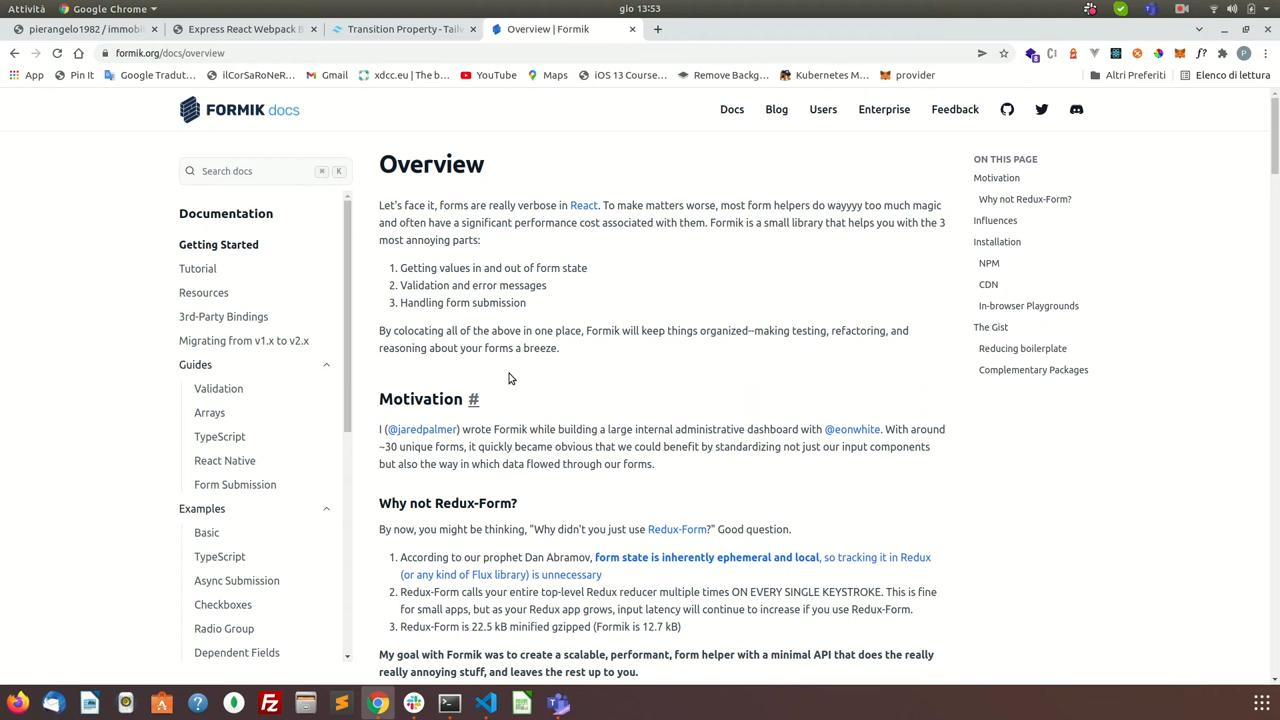 Attività
Google Chrome
gio 13:53
pierangelo1982 / immobi
Express React Webpack B
Transition Property - Tailw
Overview | Formik
formik.org/docs/overview
App
Pin It
Google Tradut...
ilCorSaRoNeR...
Gmail
xdcc.eu | The b...
YouTube
Maps
iOS 13 Course...
Remove Backg...
Kubernetes M...
provider
Altri Preferiti
Elenco di lettura
FORMIK docs
Docs
Blog
Users
Enterprise
Feedback
Search docs
⌘ K
Documentation
Getting Started
Tutorial
Resources
3rd-Party Bindings
Migrating from v1.x to v2.x
Guides
Validation
Arrays
TypeScript
React Native
Form Submission
Examples
Basic
TypeScript
Async Submission
Checkboxes
Radio Group
Dependent Fields
Overview
Let's face it, forms are really verbose in React. To make matters worse, most form helpers do wayyyy too much magic
and often have a significant performance cost associated with them. Formik is a small library that helps you with the 3
most annoying parts:
1. Getting values in and out of form state
2. Validation and error messages
3. Handling form submission
By colocating all of the above in one place, Formik will keep things organized--making testing, refactoring, and
reasoning about your forms a breeze.
Motivation #
I (@jaredpalmer) wrote Formik while building a large internal administrative dashboard with @eonwhite. With around
~30 unique forms, it quickly became obvious that we could benefit by standardizing not just our input components
but also the way in which data flowed through our forms.
Why not Redux-Form?
By now, you might be thinking, "Why didn't you just use Redux-Form?" Good question.
1. According to our prophet Dan Abramov, form state is inherently ephemeral and local, so tracking it in Redux
(or any kind of Flux library) is unnecessary
2. Redux-Form calls your entire top-level Redux reducer multiple times ON EVERY SINGLE KEYSTROKE. This is fine
for small apps, but as your Redux app grows, input latency will continue to increase if you use Redux-Form.
3. Redux-Form is 22.5 kB minified gzipped (Formik is 12.7 kB)
My goal with Formik was to create a scalable, performant, form helper with a minimal API that does the really
really annoying stuff, and leaves the rest up to you.
ON THIS PAGE
Motivation
Why not Redux-Form?
Influences
Installation
NPM
CDN
In-browser Playgrounds
The Gist
Reducing boilerplate
Complementary Packages